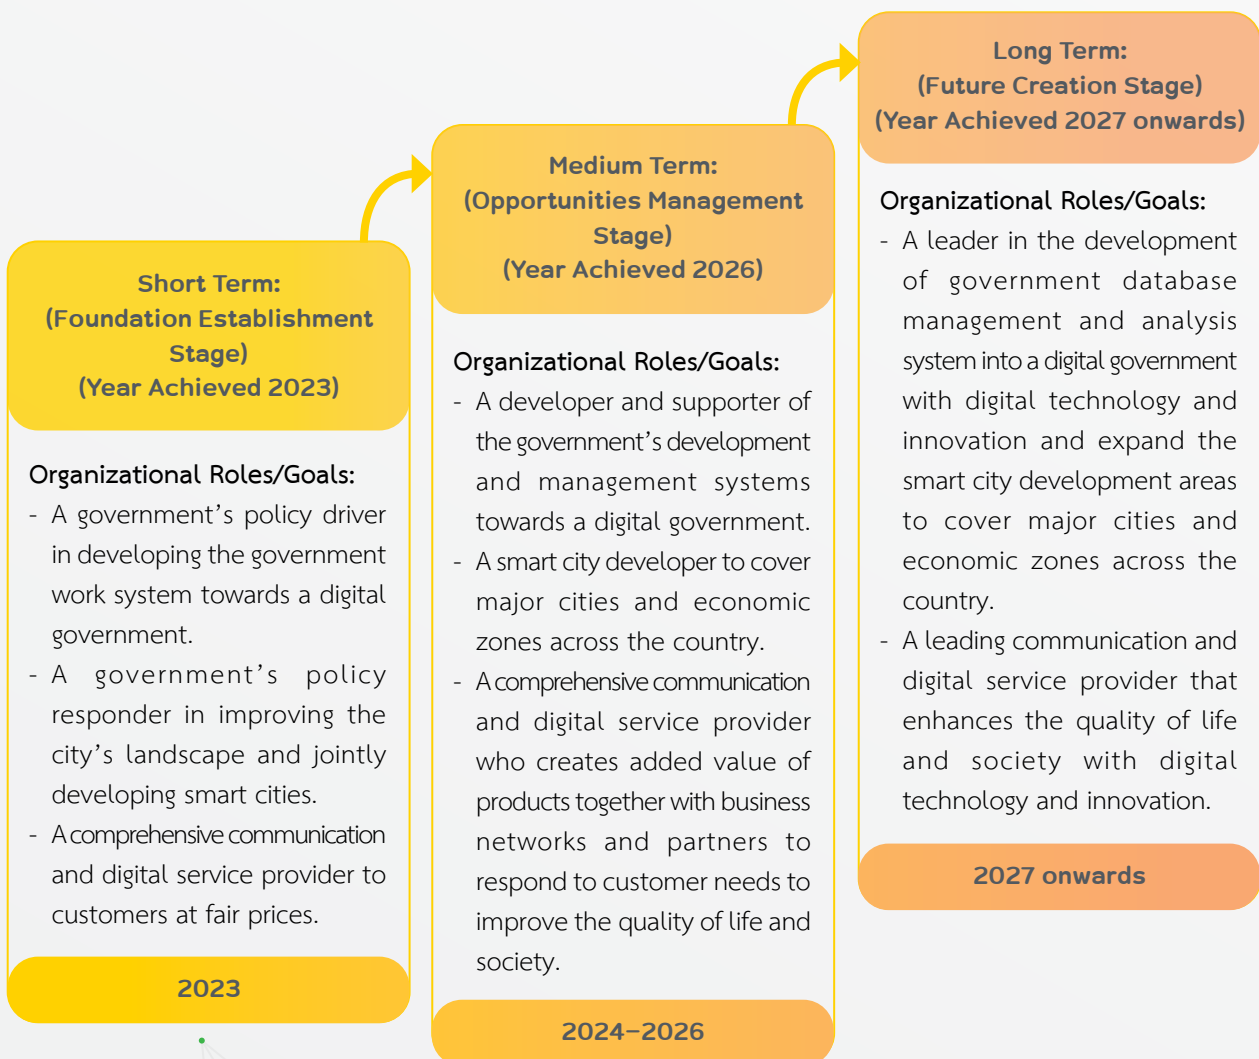 Short Term:
(Foundation Establishment
Stage)
(Year Achieved 2023)
Organizational Roles/Goals:
- A government’s policy driver
in developing the government
work system towards a digital
government.
- A government’s policy
responder in improving the
city’s landscape and jointly
developing smart cities.
- A comprehensive communication
and digital service provider to
customers at fair prices.
2023
Medium Term:
(Opportunities Management
Stage)
(Year Achieved 2026)
Organizational Roles/Goals:
- A developer and supporter of
the government’s development
and management systems
towards a digital government.
- A smart city developer to cover
major cities and economic
zones across the country.
- A comprehensive communication
and digital service provider
who creates added value of
products together with business
networks and partners to
respond to customer needs to
improve the quality of life and
society.
2024–2026
Long Term:
(Future Creation Stage)
(Year Achieved 2027 onwards)
Organizational Roles/Goals:
- A leader in the development
of government database
management and analysis
system into a digital government
with digital technology and
innovation and expand the
smart city development areas
to cover major cities and
economic zones across the
country.
- A leading communication and
digital service provider that
enhances the quality of life
and society with digital
technology and innovation.
2027 onwards